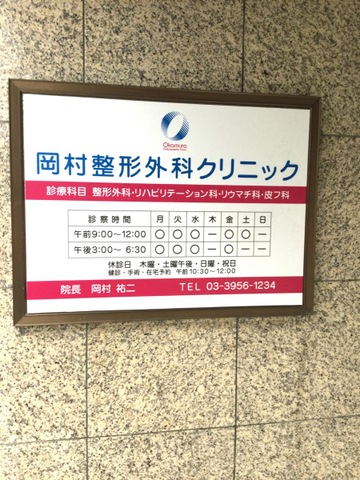 Okamura
Orthopaedic Clinic
岡村整形外科クリニック
診療科目 整形外科・リハビリテーション科・リウマチ科・皮フ科
診察時間 月 火 水 木 金 土 日
午前9:00〜12:00 ○ ○ ○ ー ○ ○ ー
午後3:00〜 6:30 ○ ○ ○ ー ○ ー ー
休診日 木曜・土曜午後・日曜・祝日
健診・手術・在宅予約 午前10:30〜12:00
院長 岡村 祐二 TEL 03-3956-1234